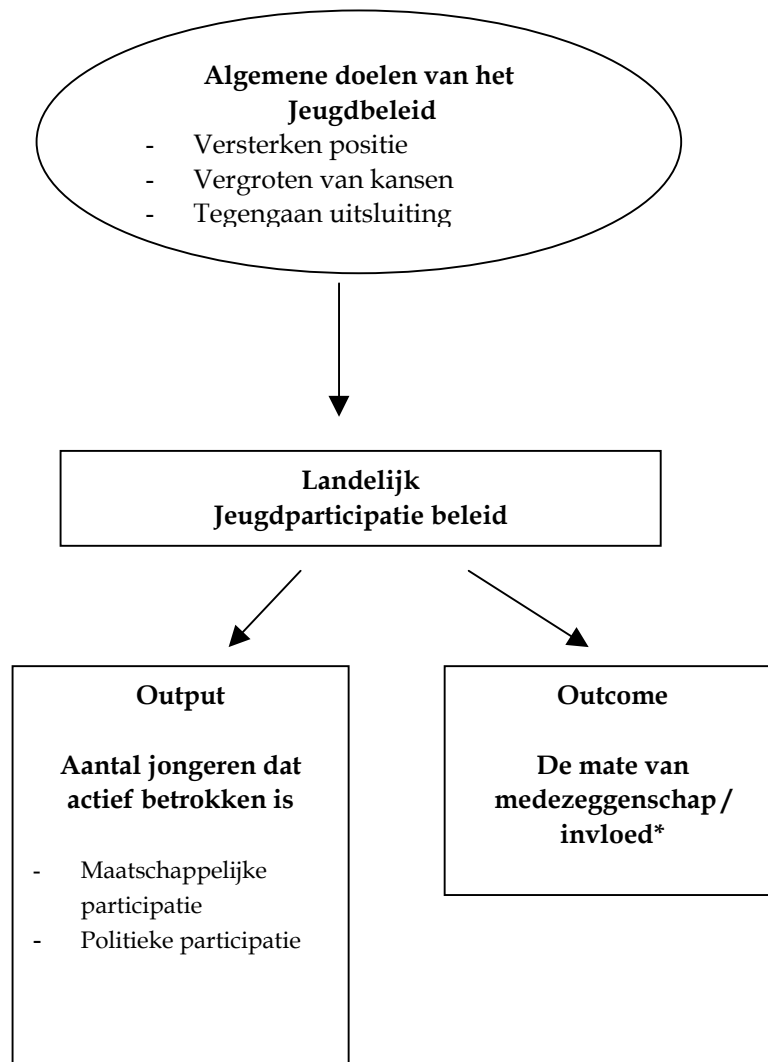 Algemene doelen van het
Jeugdbeleid
- Versterken positie
- Vergroten van kansen
- Tegengaan uitsluiting
Landelijk
Jeugdparticipatie beleid
Output
Aantal jongeren dat
actief betrokken is
- Maatschappelijke
participatie
- Politieke participatie
Outcome
De mate van
medezeggenschap /
invloed*